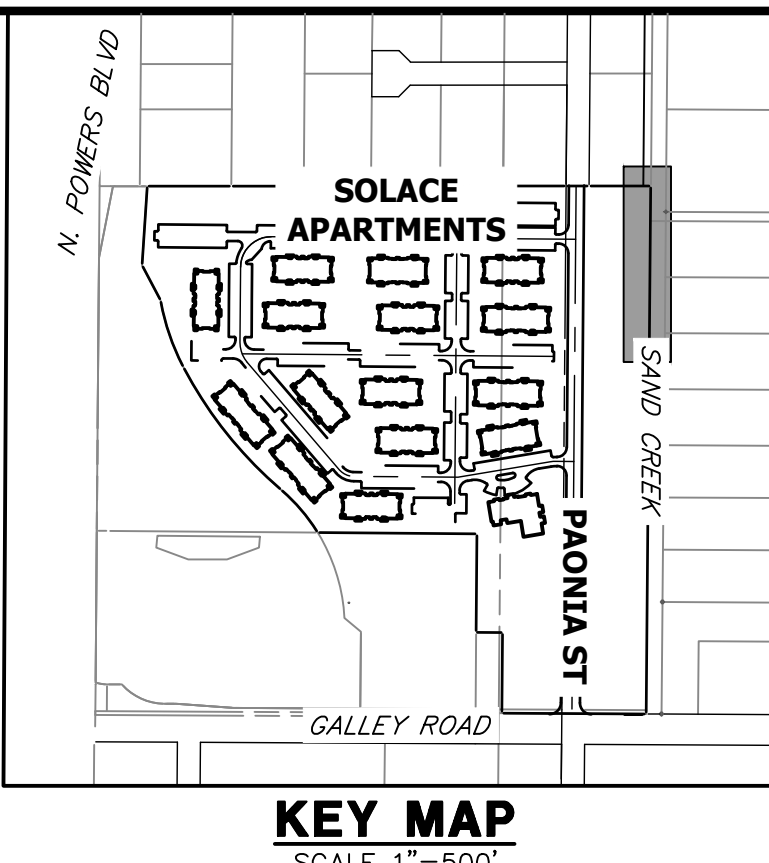 N. POWERS BLVD
SOLACE
APARTMENTS
SAND CREEK
PAONIA ST
GALLEY ROAD
KEY MAP
SCALE 1"=500'